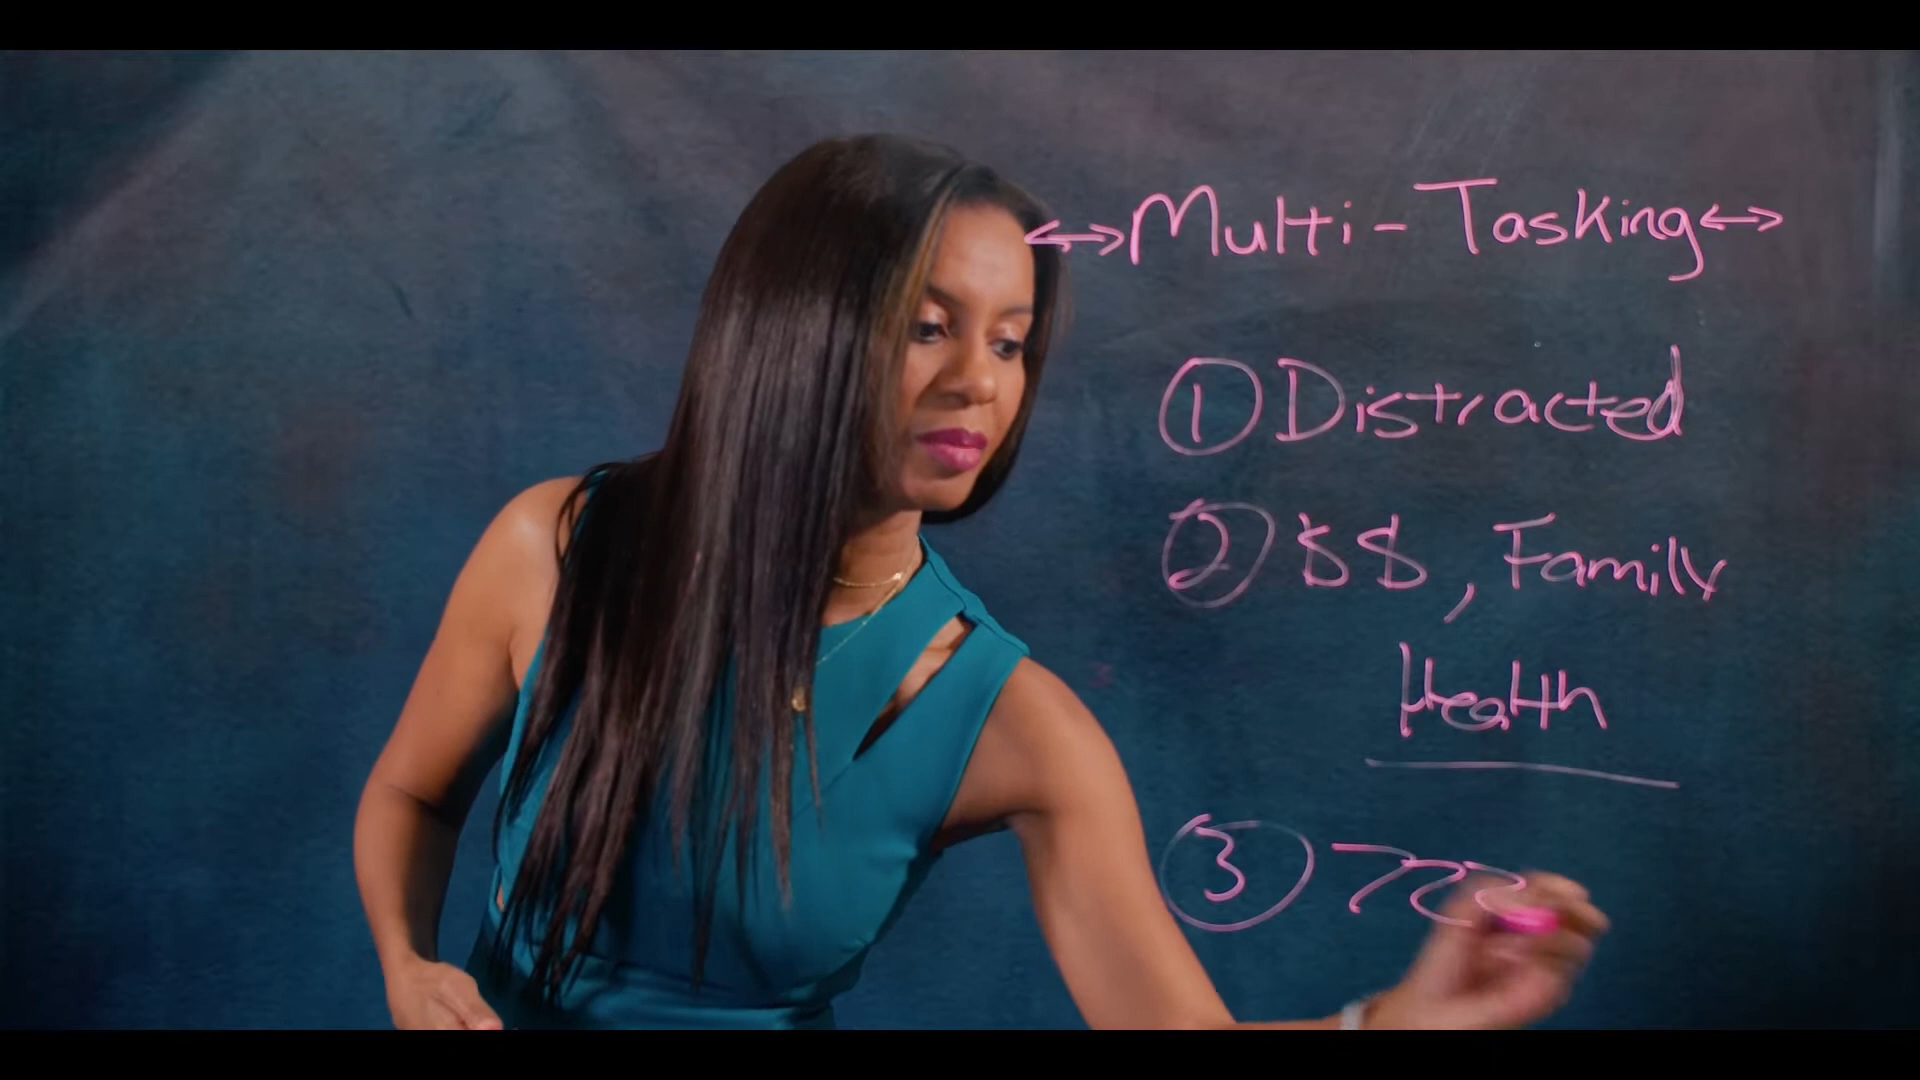 ↔ Multi-Tasking ↔
① Distracted
② $$, Family
Health
③